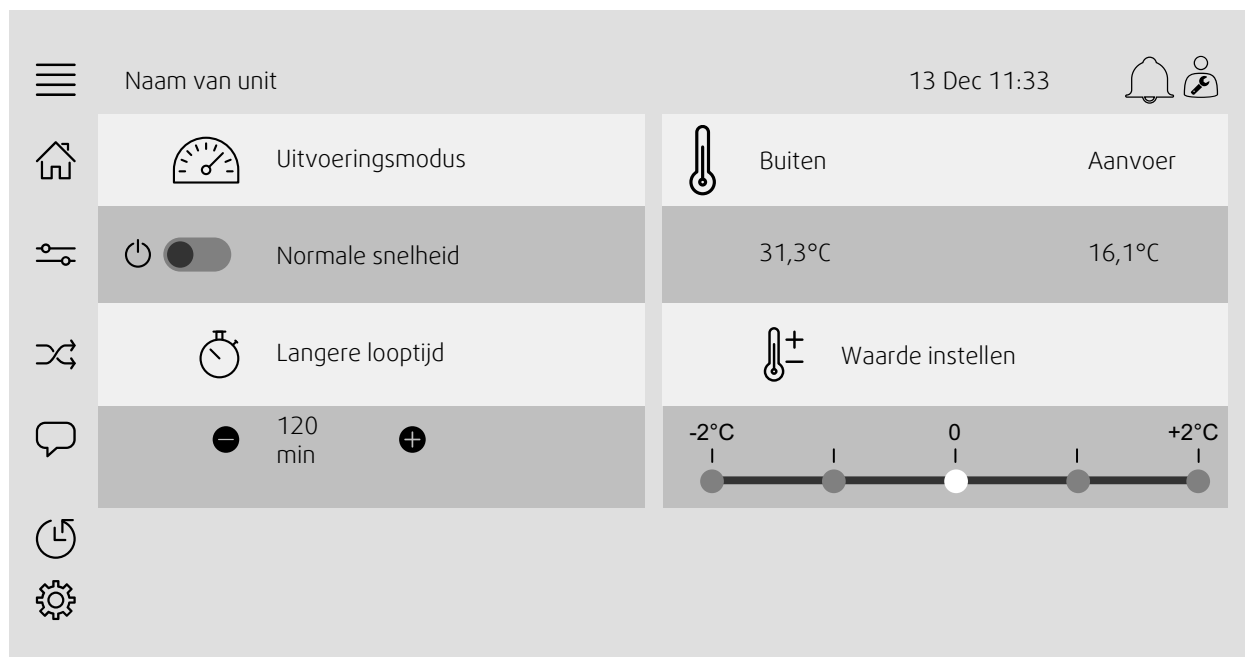 Naam van unit
13 Dec 11:33
Uitvoeringsmodus
Normale snelheid
Langere looptijd
120
min
Buiten Aanvoer
31,3°C 16,1°C
Waarde instellen
-2°C 0 +2°C